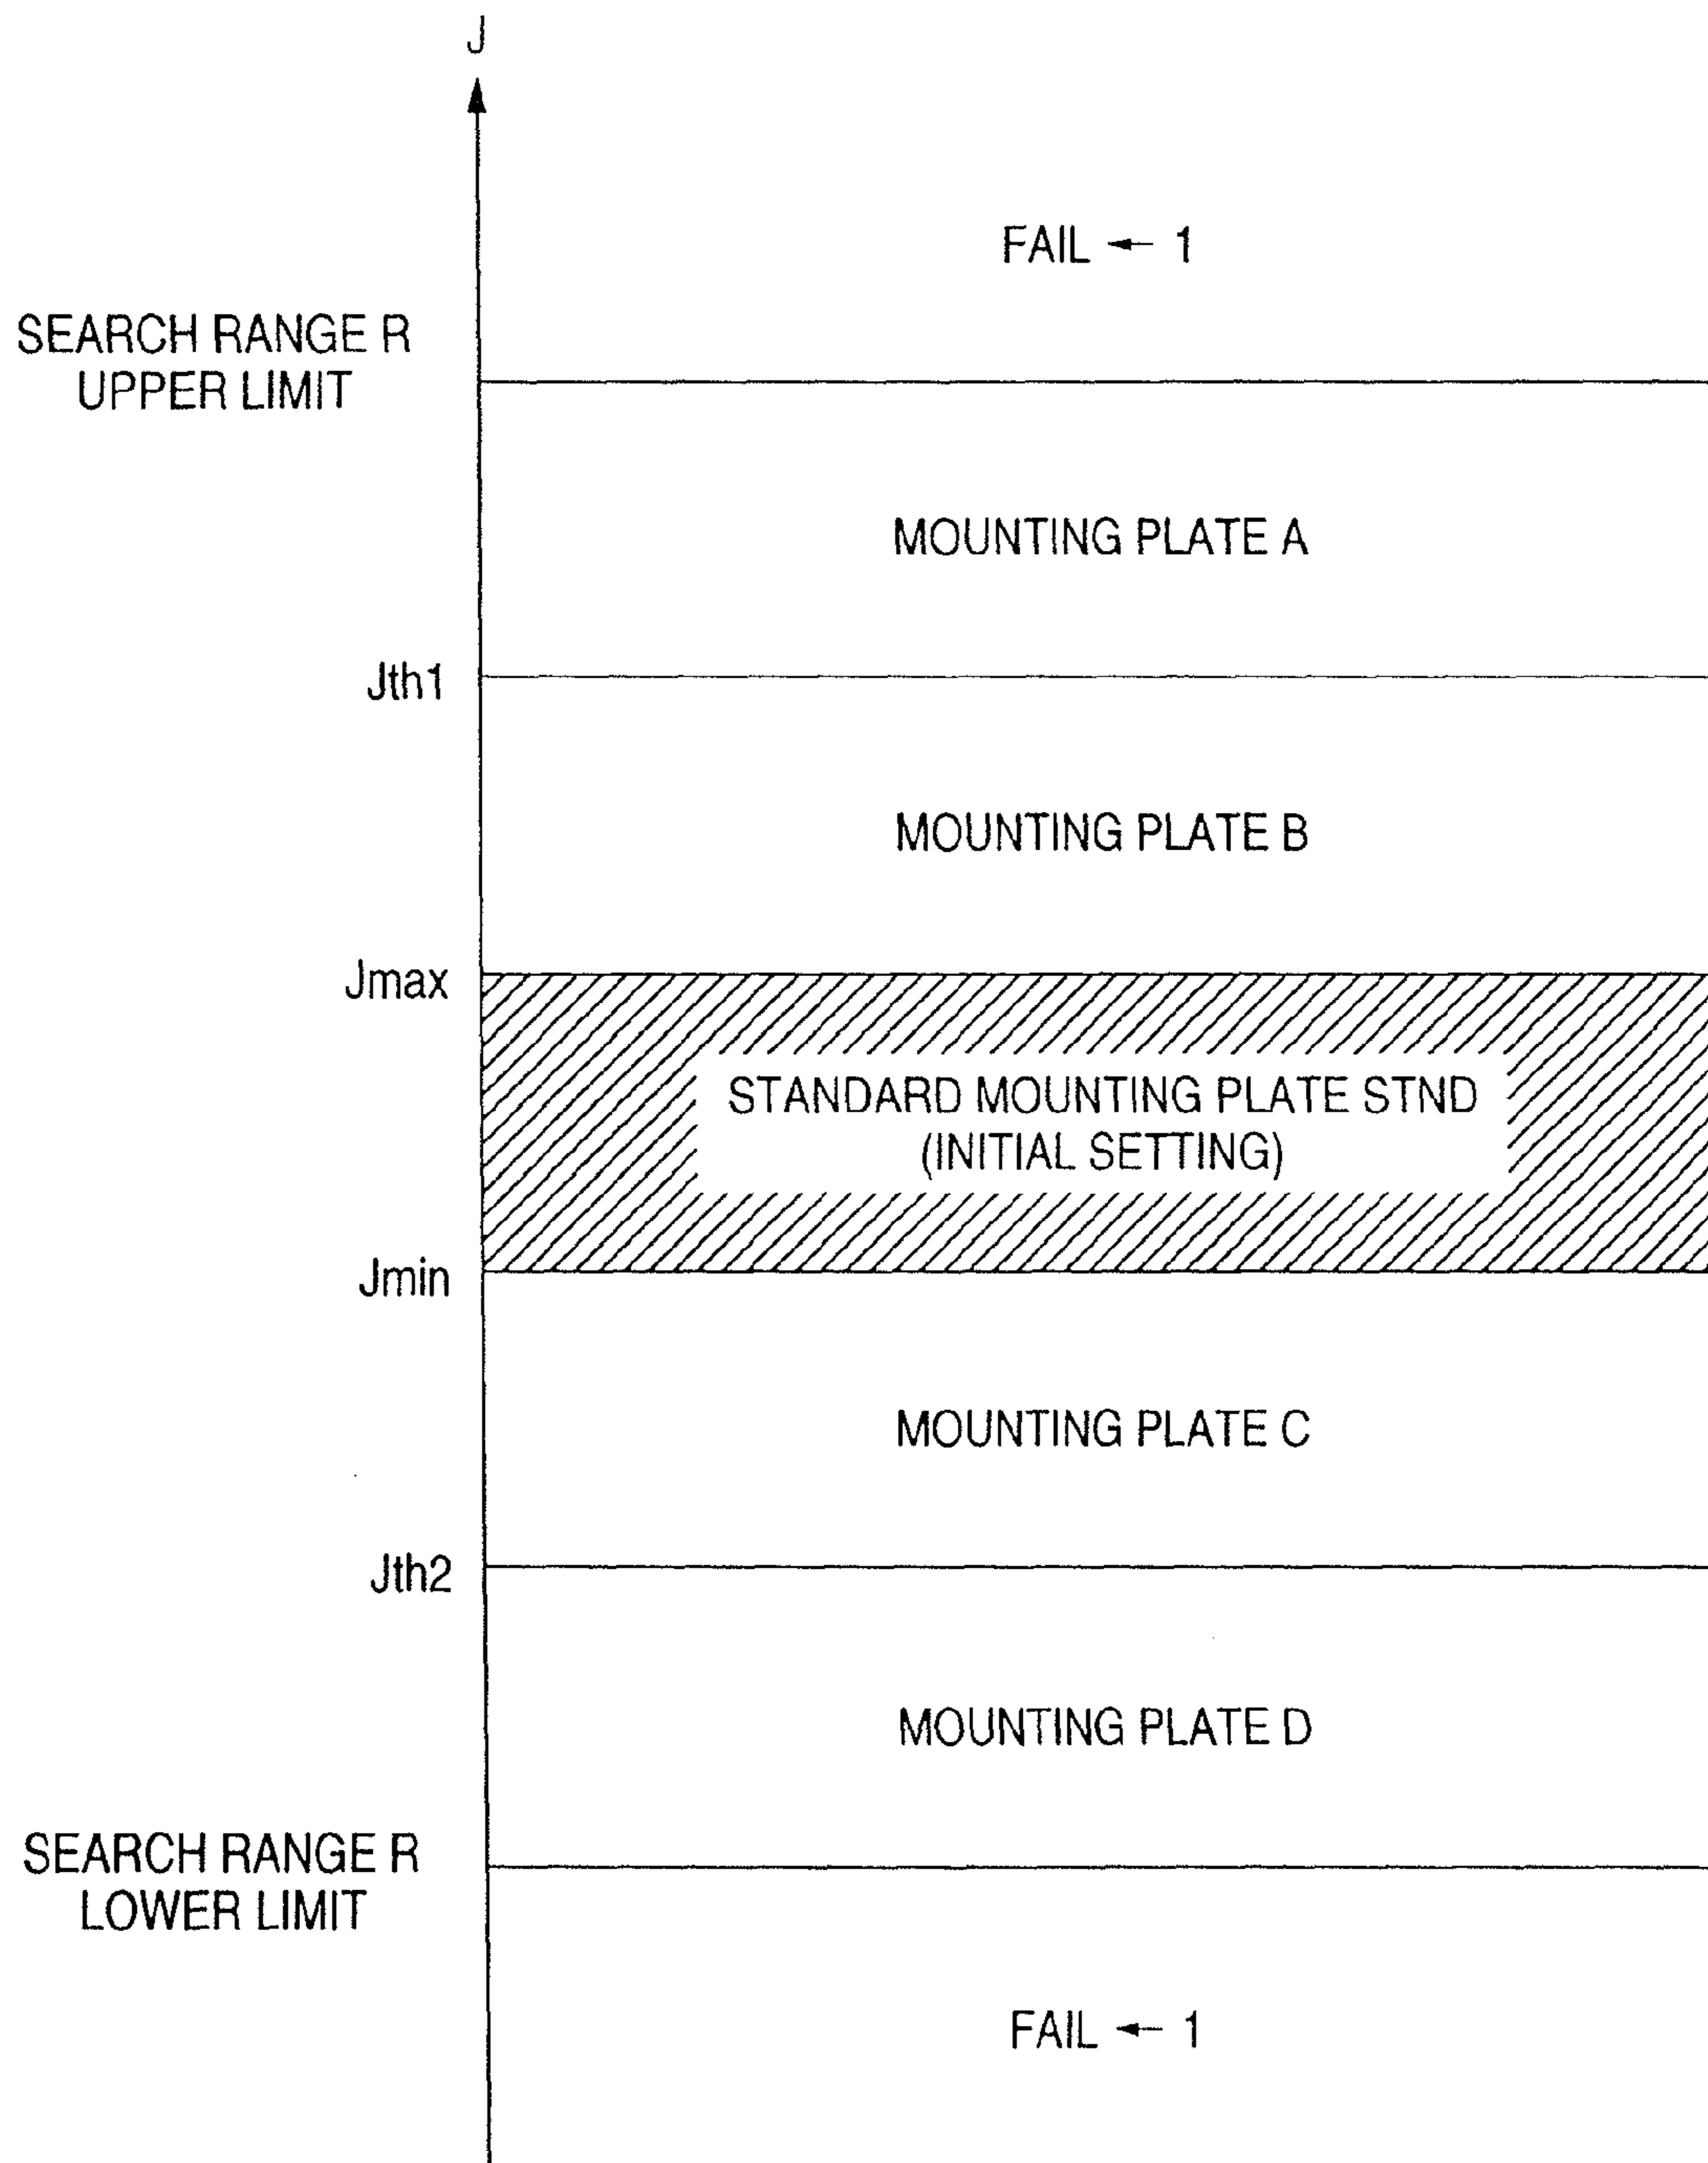 J
FAIL ← 1
SEARCH RANGE R
UPPER LIMIT
MOUNTING PLATE A
Jth1
MOUNTING PLATE B
Jmax
STANDARD MOUNTING PLATE STND
(INITIAL SETTING)
Jmin
MOUNTING PLATE C
Jth2
MOUNTING PLATE D
SEARCH RANGE R
LOWER LIMIT
FAIL ← 1